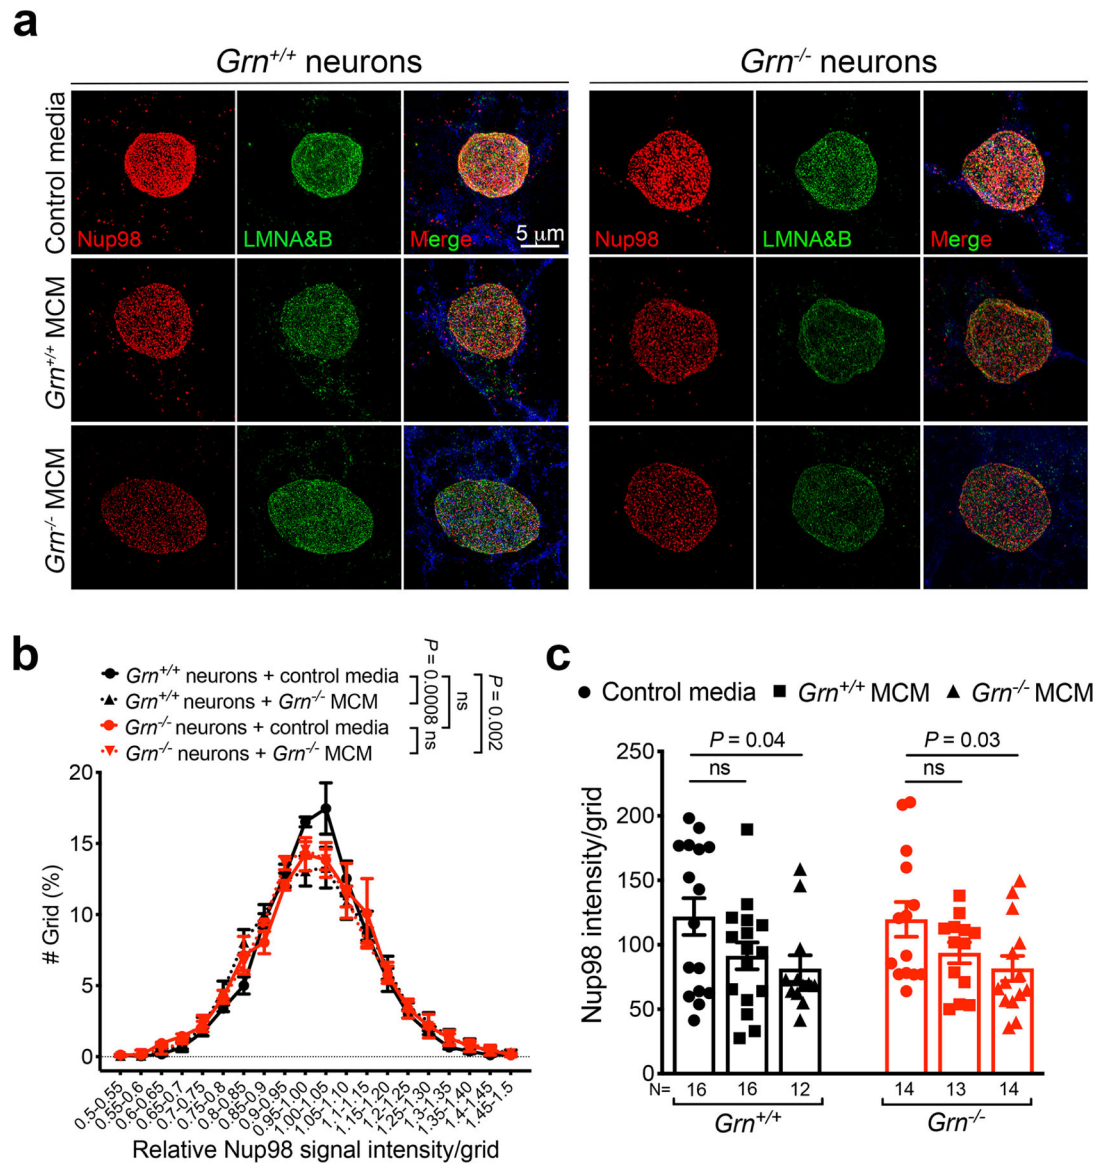 a
Grn+/+ neurons
Grn-/- neurons
Control media
Nup98
LMNA&B
Merge
5 μm
Nup98
LMNA&B
Merge
Grn+/+ MCM
Grn-/- MCM
b
Grn+/+ neurons + control media
Grn+/+ neurons + Grn-/- MCM
Grn-/- neurons + control media
Grn-/- neurons + Grn-/- MCM
P = 0.0008
ns
ns
P = 0.002
# Grid (%)
20
15
10
5
0
0.5-0.55
0.55-0.6
0.6-0.65
0.65-0.7
0.7-0.75
0.75-0.8
0.8-0.85
0.85-0.9
0.9-0.95
0.95-1.00
1.00-1.05
1.05-1.10
1.1-1.15
1.15-1.20
1.2-1.25
1.25-1.30
1.3-1.35
1.35-1.40
1.4-1.45
1.45-1.5
Relative Nup98 signal intensity/grid
c
Control media Grn+/+ MCM Grn-/- MCM
Nup98 intensity/grid
250
200
150
100
50
0
P = 0.04
ns
P = 0.03
ns
N= 16 16 12 14 13 14
Grn+/+
Grn-/-